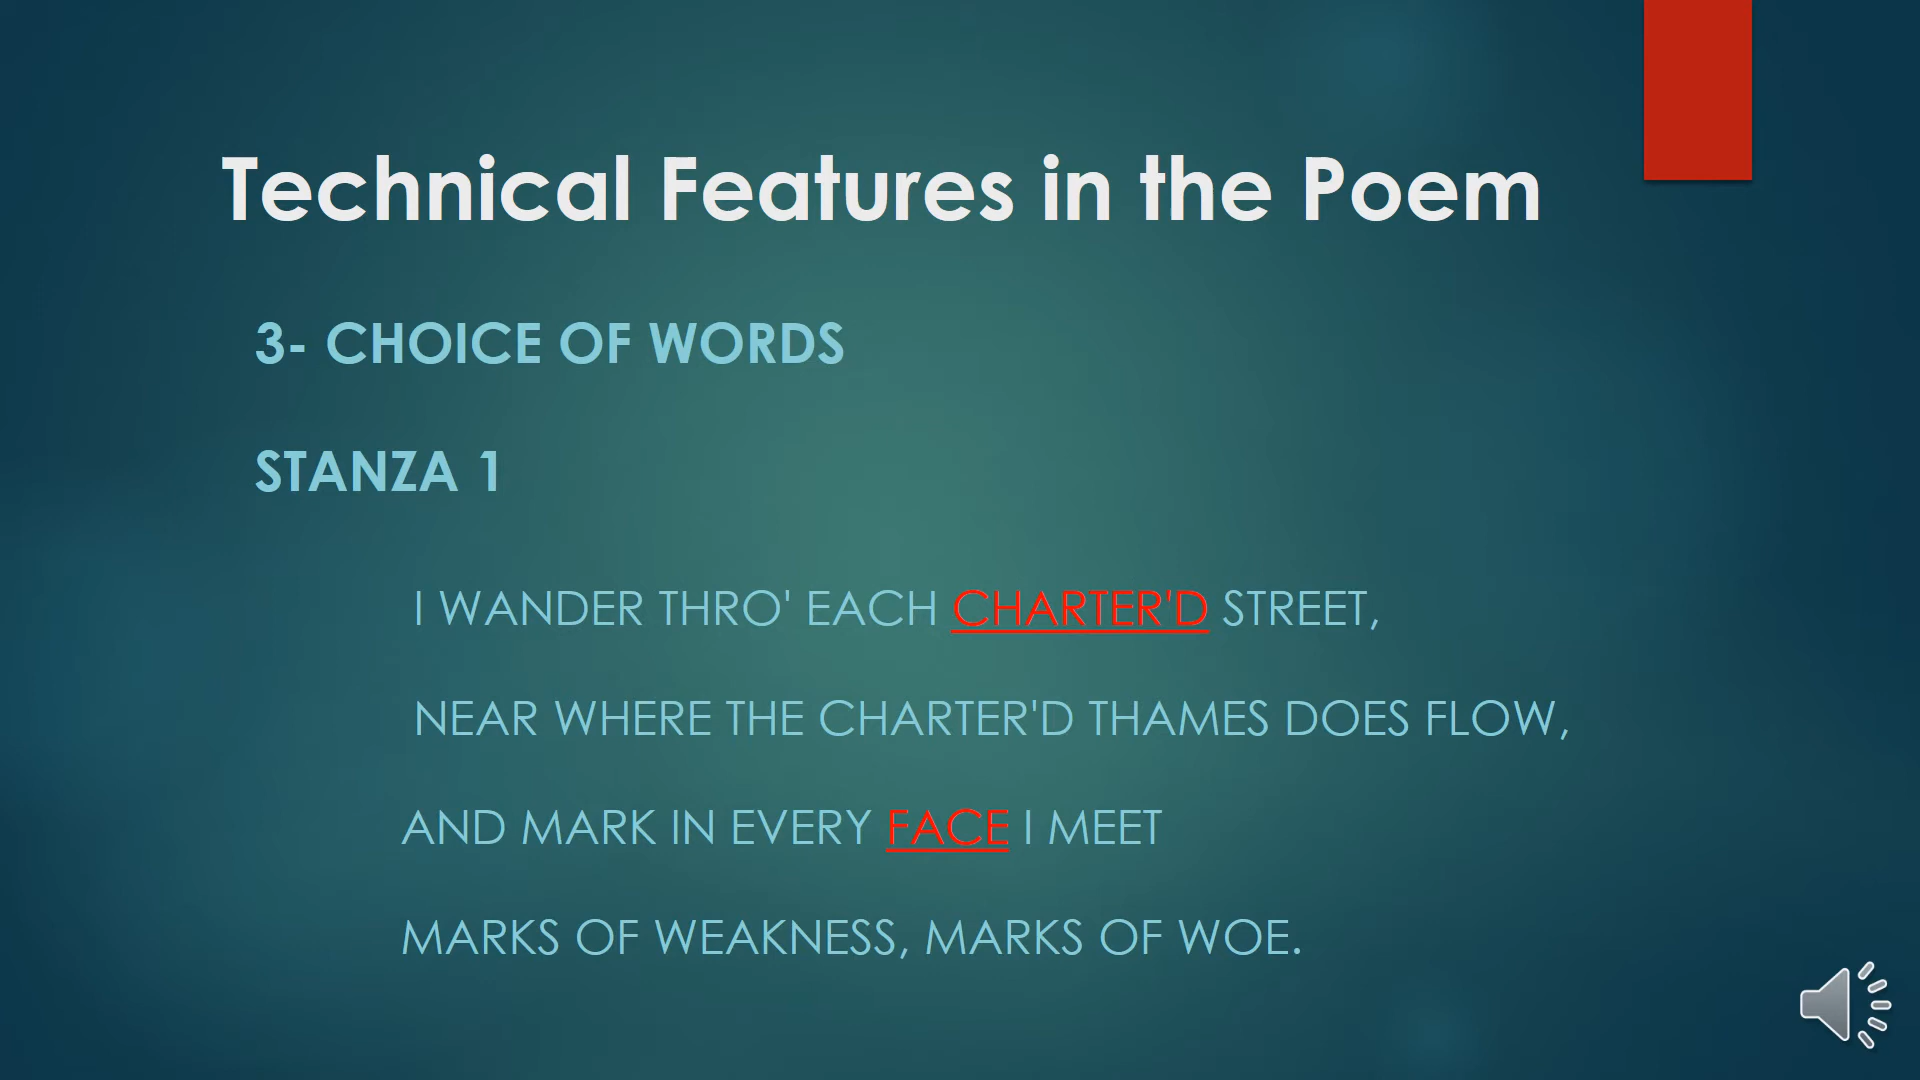 Technical Features in the Poem
3- CHOICE OF WORDS
STANZA 1
I WANDER THRO' EACH CHARTER'D STREET,
NEAR WHERE THE CHARTER'D THAMES DOES FLOW,
AND MARK IN EVERY FACE I MEET
MARKS OF WEAKNESS, MARKS OF WOE.